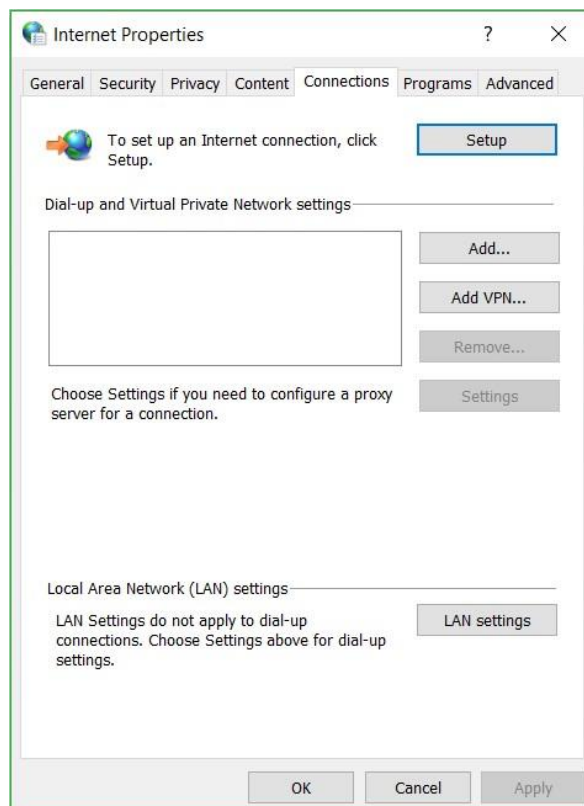 Internet Properties
?
General Security Privacy Content Connections Programs Advanced
To set up an Internet connection, click
Setup.
Setup
Dial-up and Virtual Private Network settings
Add...
Add VPN...
Remove...
Choose Settings if you need to configure a proxy
server for a connection.
Settings
Local Area Network (LAN) settings
LAN Settings do not apply to dial-up
connections. Choose Settings above for dial-up
settings.
LAN settings
OK Cancel Apply